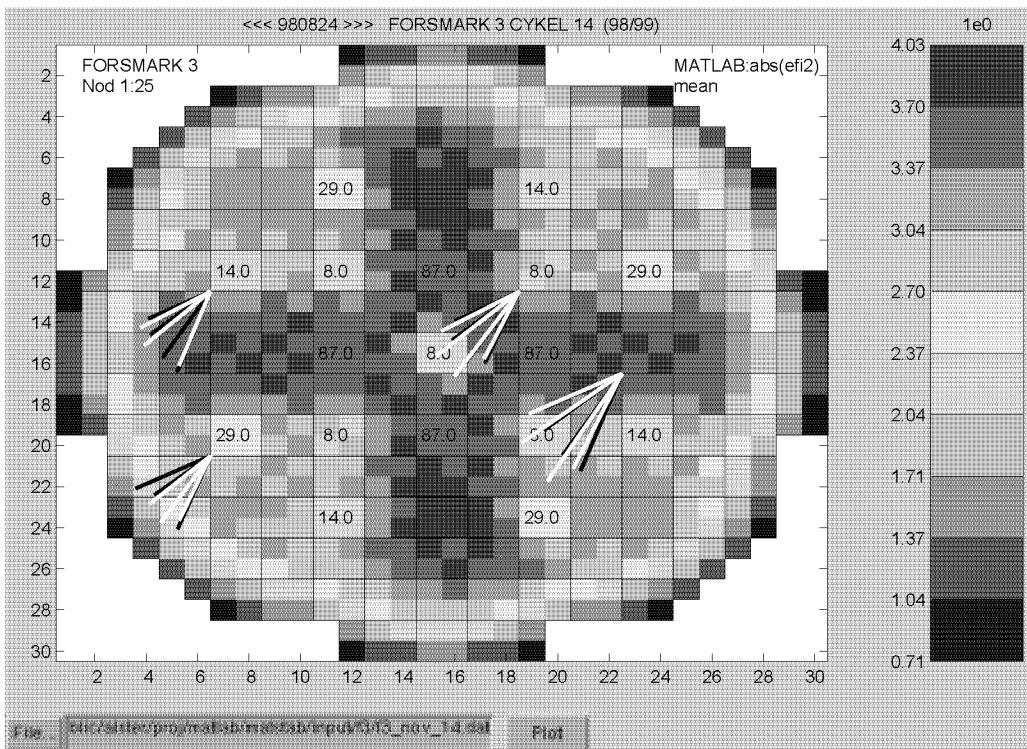 <<< 980824 >>> FORSMARK 3 CYKEL 14 (98/99)
1e0
FORSMARK 3
Nod 1:25
MATLAB:abs(efi2)
mean
4.03
3.70
3.37
3.04
2.70
2.37
2.04
1.71
1.37
1.04
0.71
2
4
6
8
10
12
14
16
18
20
22
24
26
28
30
29.0 14.0
14.0 8.0 87.0 8.0 29.0
87.0 8.0 87.0
29.0 8.0 87.0 14.0
14.0 29.0
2 4 6 8 10 12 14 16 18 20 22 24 26 28 30
File...
Plot